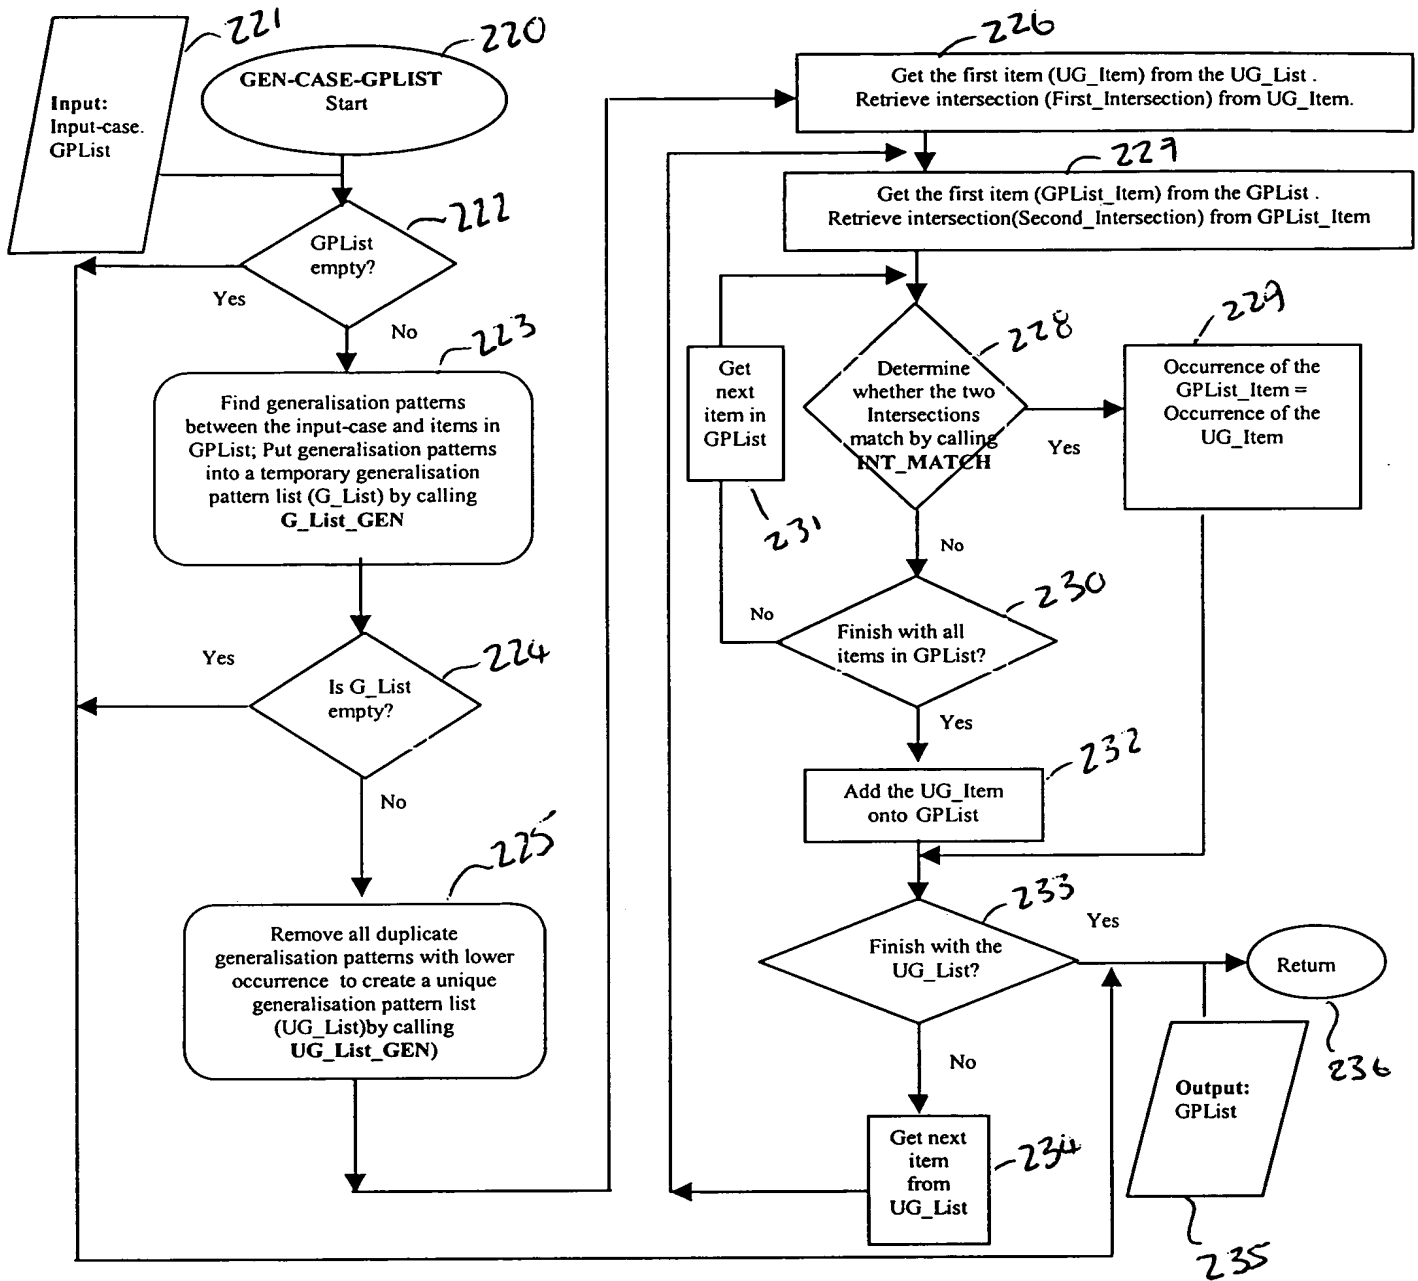 221
Input:
Input-case.
GPList
220
GEN-CASE-GPLIST
Start
222
GPList
empty?
Yes
No
223
Find generalisation patterns
between the input-case and items in
GPList; Put generalisation patterns
into a temporary generalisation
pattern list (G_List) by calling
G_List_GEN
224
Yes
Is G_List
empty?
No
225
Remove all duplicate
generalisation patterns with lower
occurrence to create a unique
generalisation pattern list
(UG_List)by calling
UG_List_GEN)
226
Get the first item (UG_Item) from the UG_List .
Retrieve intersection (First_Intersection) from UG_Item.
227
Get the first item (GPList_Item) from the GPList .
Retrieve intersection(Second_Intersection) from GPList_Item
228
Determine
whether the two
Intersections
match by calling
INT_MATCH
Yes
No
229
Occurrence of the
GPList_Item =
Occurrence of the
UG_Item
Get
next
item in
GPList
231
230
No
Finish with all
items in GPList?
Yes
232
Add the UG_Item
onto GPList
233
Yes
Finish with the
UG_List?
No
Return
236
Output:
GPList
235
Get next
item
from
UG_List
234